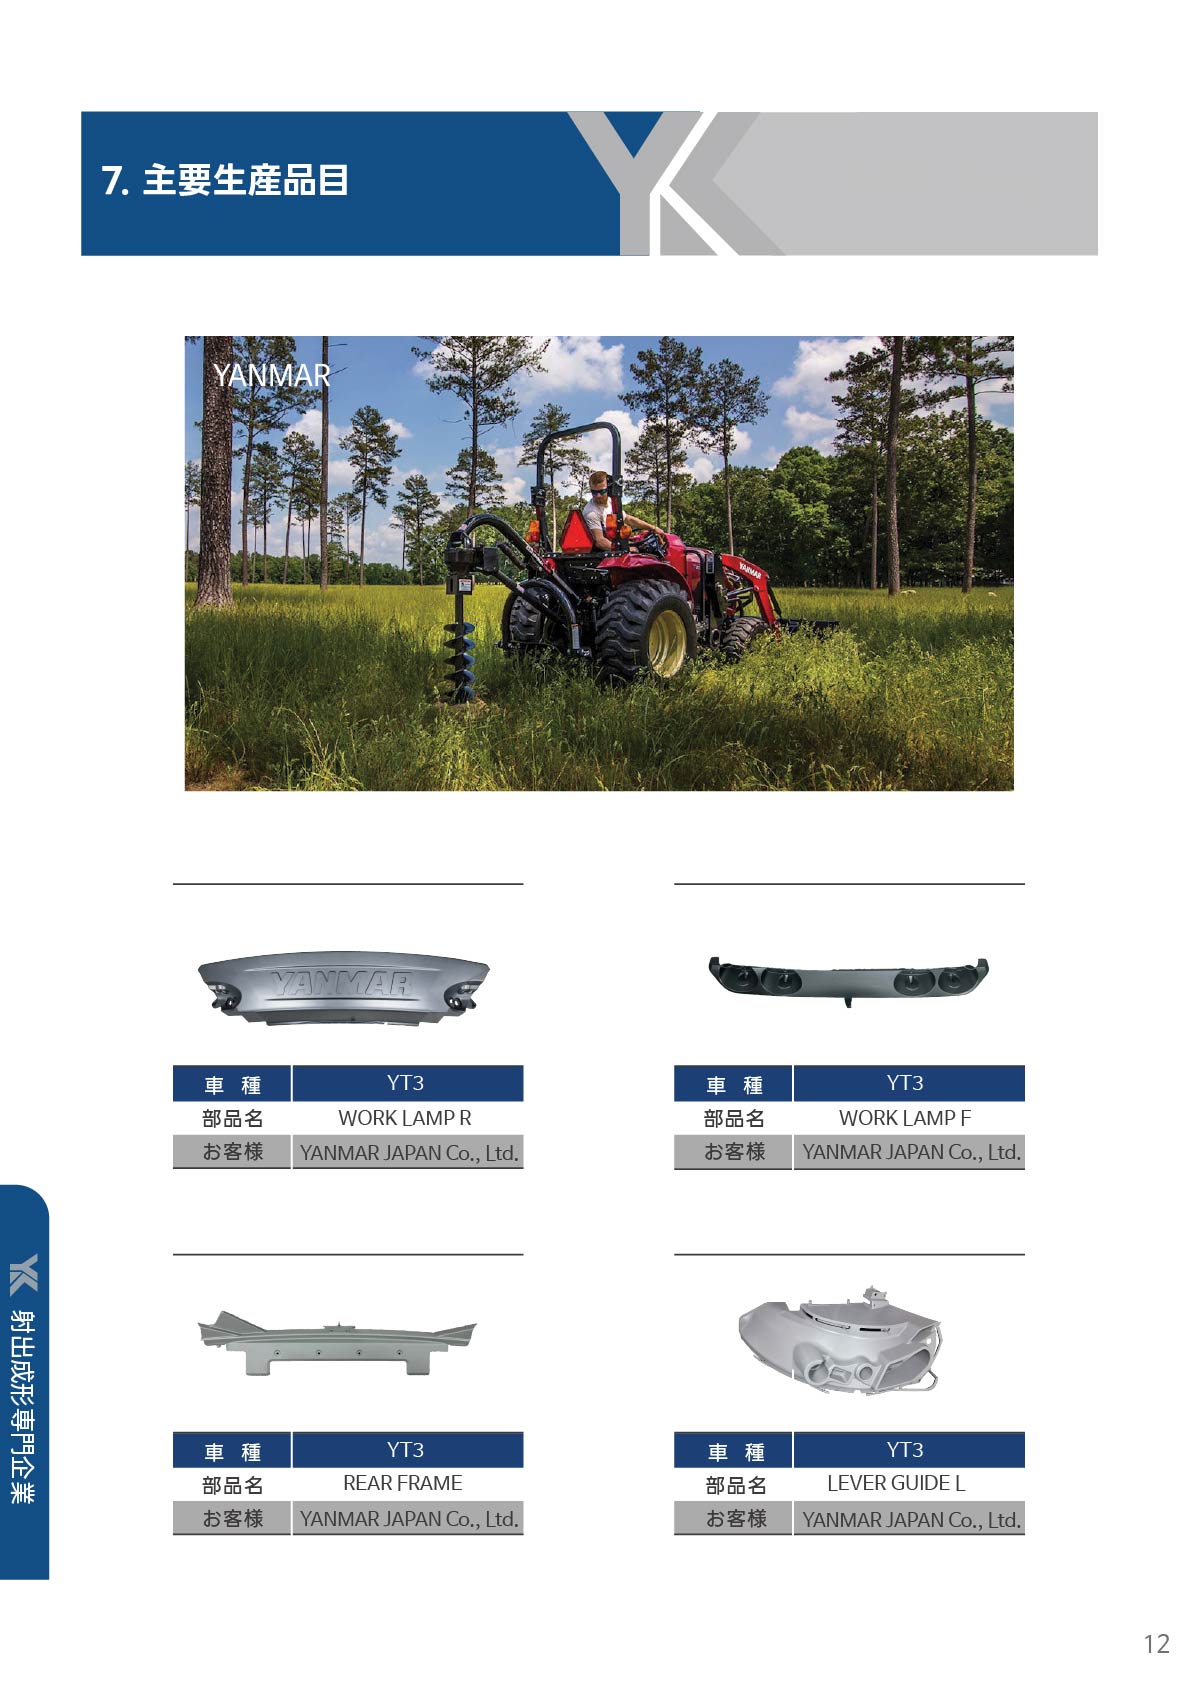 7. 主要生産品目
YK
YANMAR
YANMAR
YANMAR
車 種 YT3
部品名 WORK LAMP R
お客様 YANMAR JAPAN Co., Ltd.
車 種 YT3
部品名 WORK LAMP F
お客様 YANMAR JAPAN Co., Ltd.
車 種 YT3
部品名 REAR FRAME
お客様 YANMAR JAPAN Co., Ltd.
車 種 YT3
部品名 LEVER GUIDE L
お客様 YANMAR JAPAN Co., Ltd.
YK 射出成形専門企業
12